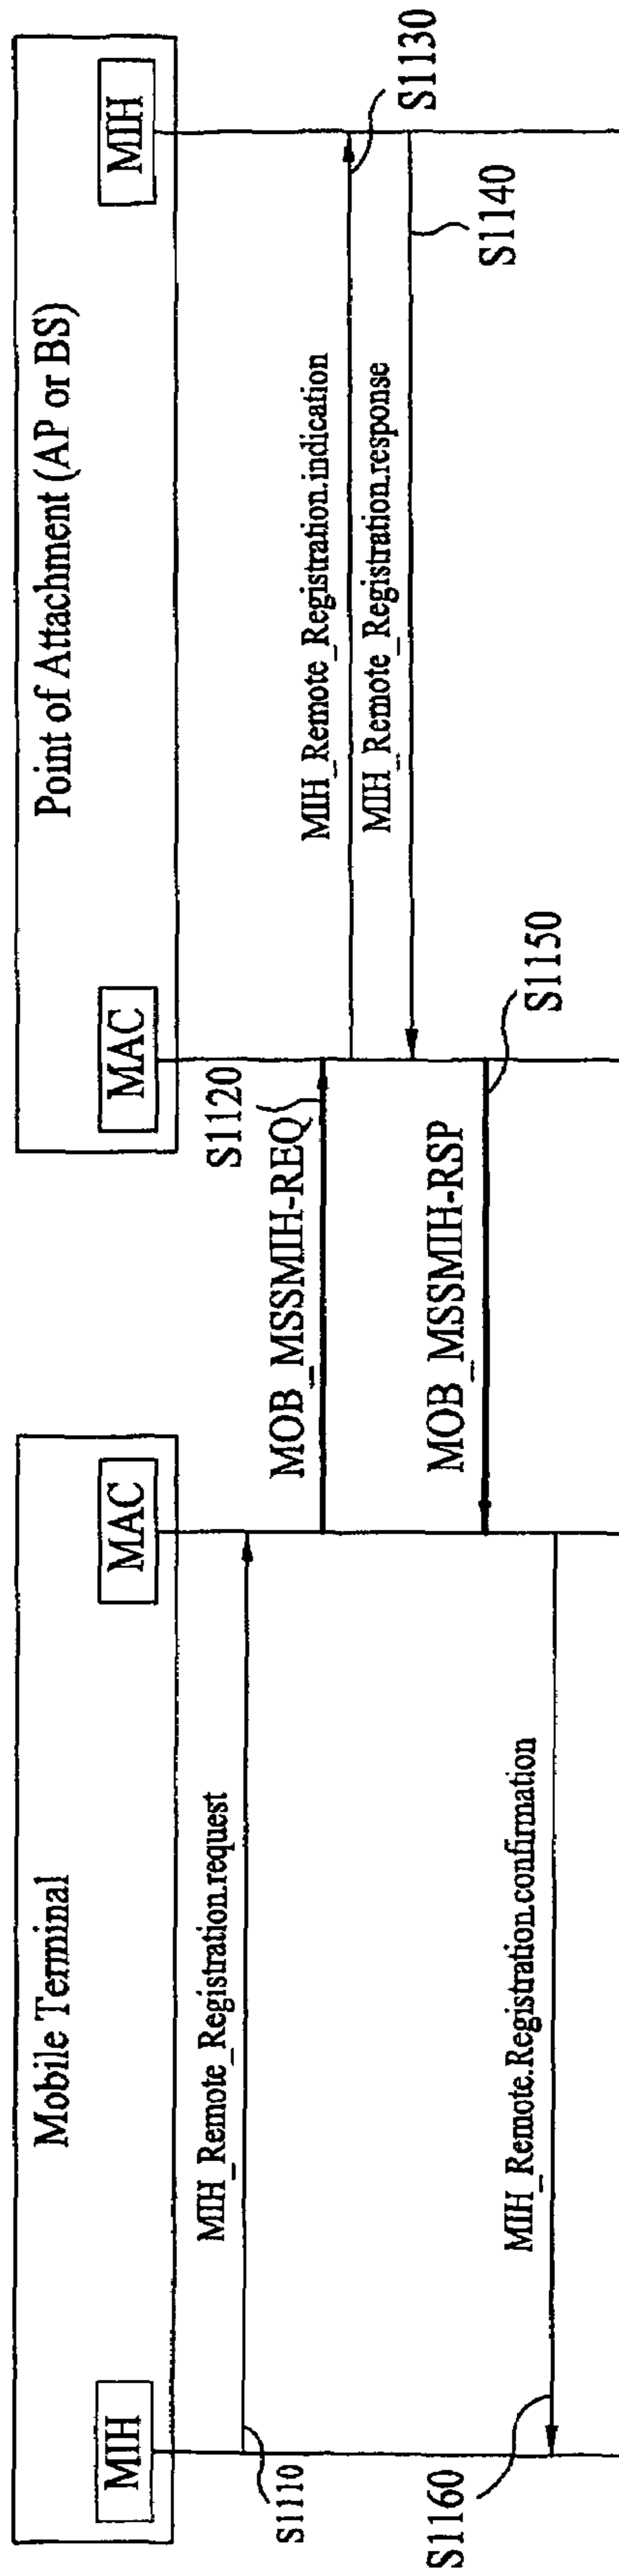 Mobile Terminal
Point of Attachment (AP or BS)
MIH
MAC
MAC
MIH
MIH_Remote_Registration.request
S1110
S1120
MOB_MSSMIH-REQ
MIH_Remote_Registration.indication
S1130
MIH_Remote_Registration.response
S1140
MOB_MSSMIH-RSP
S1150
MIH_Remote.Registration.confirmation
S1160